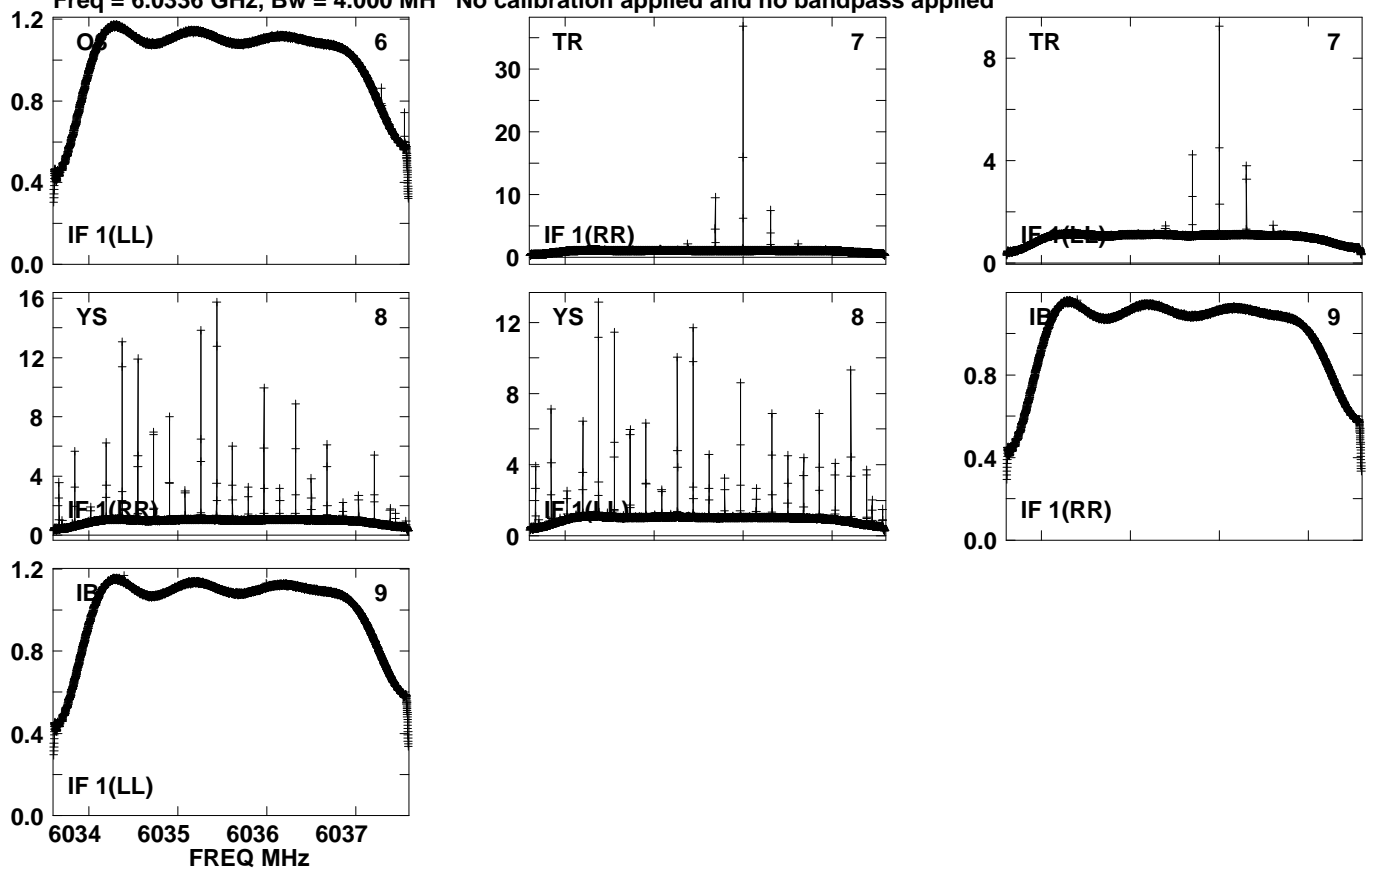 Freq = 6.0336 GHz, Bw = 4.000 MH No calibration applied and no bandpass applied
1.2
0.8
0.4
0.0
OS 6
IF 1(LL)
30
20
10
0
TR 7
IF 1(RR)
8
4
0
TR 7
IF 1(LL)
16
12
8
4
0
YS 8
IF 1(RR)
12
8
4
0
YS 8
IF 1(LL)
0.8
0.4
0.0
IB 9
IF 1(RR)
1.2
0.8
0.4
0.0
IB 9
IF 1(LL)
6034 6035 6036 6037
FREQ MHz